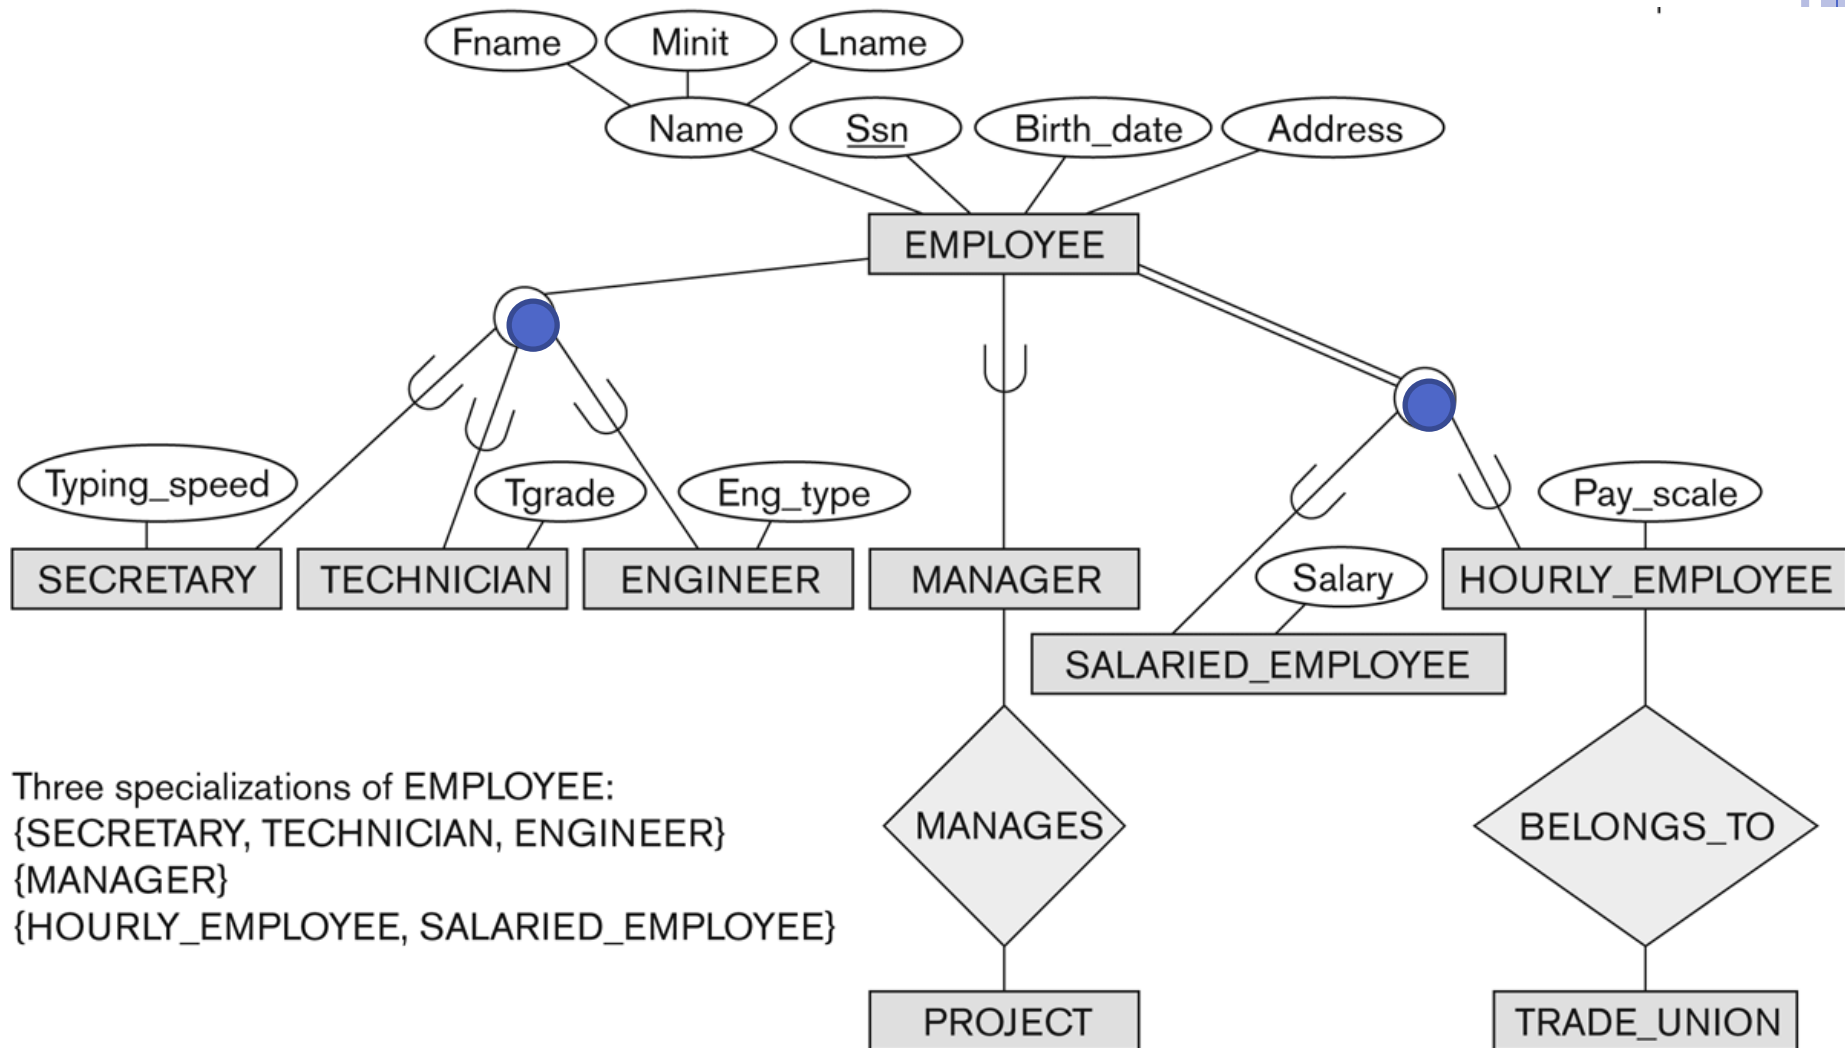 Fname
Minit
Lname
Name
Ssn
Birth_date
Address
EMPLOYEE
Typing_speed
Tgrade
Eng_type
Pay_scale
SECRETARY
TECHNICIAN
ENGINEER
MANAGER
Salary
HOURLY_EMPLOYEE
SALARIED_EMPLOYEE
Three specializations of EMPLOYEE:
{SECRETARY, TECHNICIAN, ENGINEER}
{MANAGER}
{HOURLY_EMPLOYEE, SALARIED_EMPLOYEE}
MANAGES
BELONGS_TO
PROJECT
TRADE_UNION